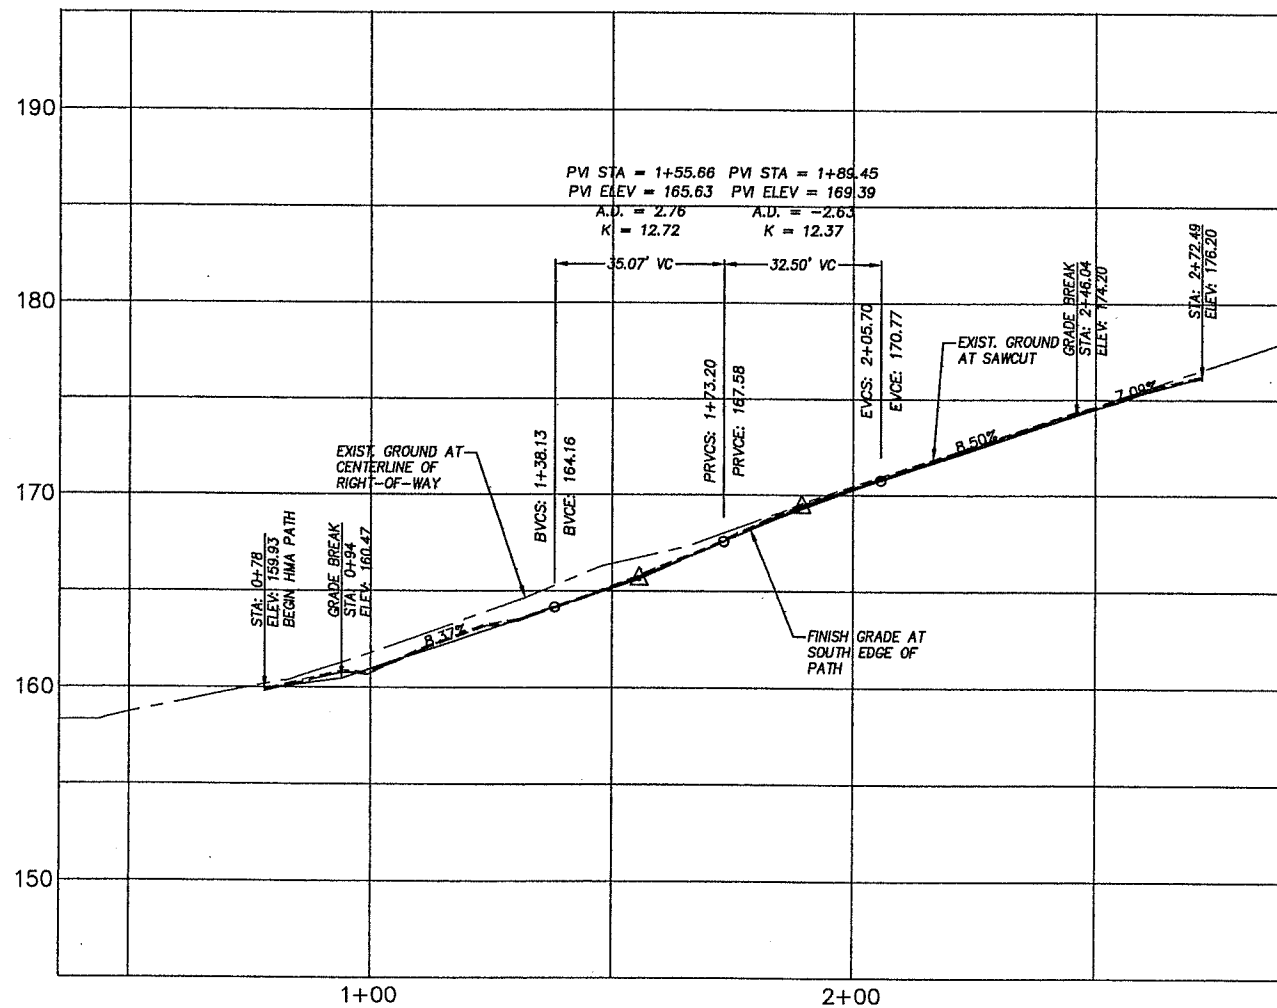 190
180
170
160
150
1+00
2+00
PVI STA = 1+55.66
PVI ELEV = 165.63
A.D. = 2.76
K = 12.72
PVI STA = 1+89.45
PVI ELEV = 169.39
A.D. = -2.63
K = 12.37
35.07' VC
32.50' VC
STA: 0+78
ELEV: 159.93
BEGIN HMA PATH
GRADE BREAK
STA: 0+94
ELEV: 160.47
EXIST. GROUND AT
CENTERLINE OF
RIGHT-OF-WAY
8.37%
BVCS: 1+38.13
BVCE: 164.16
PRVCS: 1+73.20
PRVCE: 167.58
EVCS: 2+05.70
EVCE: 170.77
EXIST. GROUND
AT SAWCUT
FINISH GRADE AT
SOUTH EDGE OF
PATH
8.50%
GRADE BREAK
STA: 2+46.04
ELEV: 174.20
7.09%
STA: 2+72.49
ELEV: 176.20